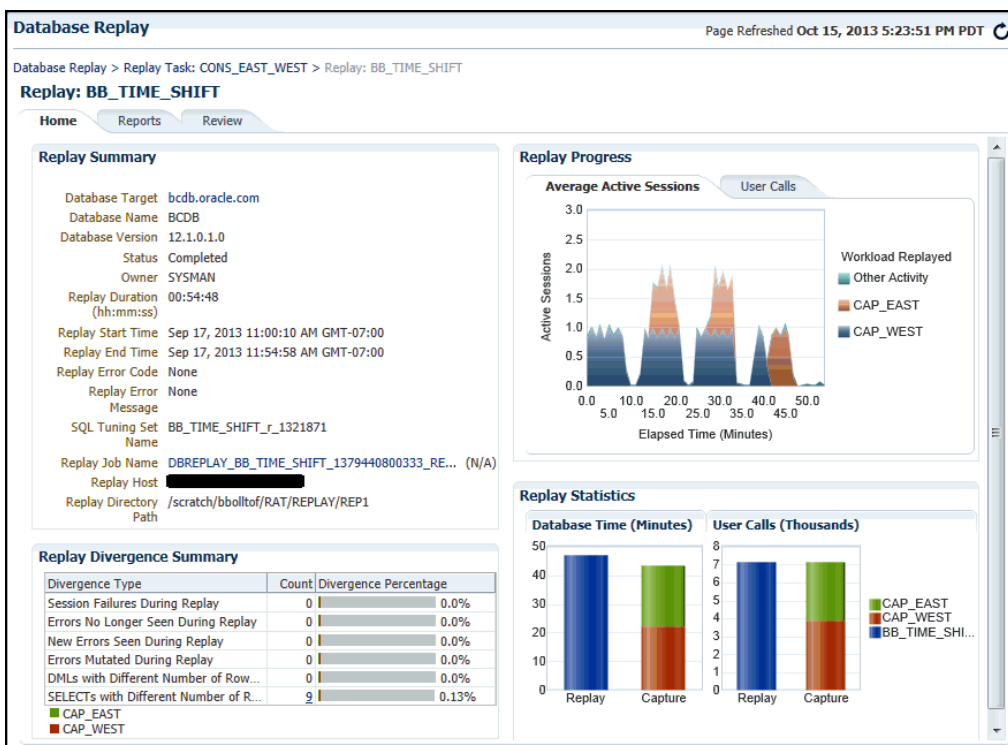 Database Replay
Page Refreshed Oct 15, 2013 5:23:51 PM PDT
Database Replay > Replay Task: CONS_EAST_WEST > Replay: BB_TIME_SHIFT
Replay: BB_TIME_SHIFT
Home Reports Review
Replay Summary
Database Target bcdb.oracle.com
Database Name BCDB
Database Version 12.1.0.1.0
Status Completed
Owner SYSMAN
Replay Duration 00:54:48
(hh:mm:ss)
Replay Start Time Sep 17, 2013 11:00:10 AM GMT-07:00
Replay End Time Sep 17, 2013 11:54:58 AM GMT-07:00
Replay Error Code None
Replay Error None
Message
SQL Tuning Set BB_TIME_SHIFT_r_1321871
Name
Replay Job Name DBREPLAY_BB_TIME_SHIFT_1379440800333_RE... (N/A)
Replay Host
Replay Directory /scratch/bbolltof/RAT/REPLAY/REP1
Path
Replay Divergence Summary
Divergence Type Count Divergence Percentage
Session Failures During Replay 0 0.0%
Errors No Longer Seen During Replay 0 0.0%
New Errors Seen During Replay 0 0.0%
Errors Mutated During Replay 0 0.0%
DMLs with Different Number of Row... 0 0.0%
SELECTs with Different Number of R... 9 0.13%
CAP_EAST
CAP_WEST
Replay Progress
Average Active Sessions User Calls
3.0
2.5
2.0
1.5
1.0
0.5
0.0
Active Sessions
0.0 10.0 20.0 30.0 40.0 50.0
5.0 15.0 25.0 35.0 45.0
Elapsed Time (Minutes)
Workload Replayed
Other Activity
CAP_EAST
CAP_WEST
Replay Statistics
Database Time (Minutes)
50
40
30
20
10
0
Replay Capture
User Calls (Thousands)
8
7
6
5
4
3
2
1
0
Replay Capture
CAP_EAST
CAP_WEST
BB_TIME_SHI...